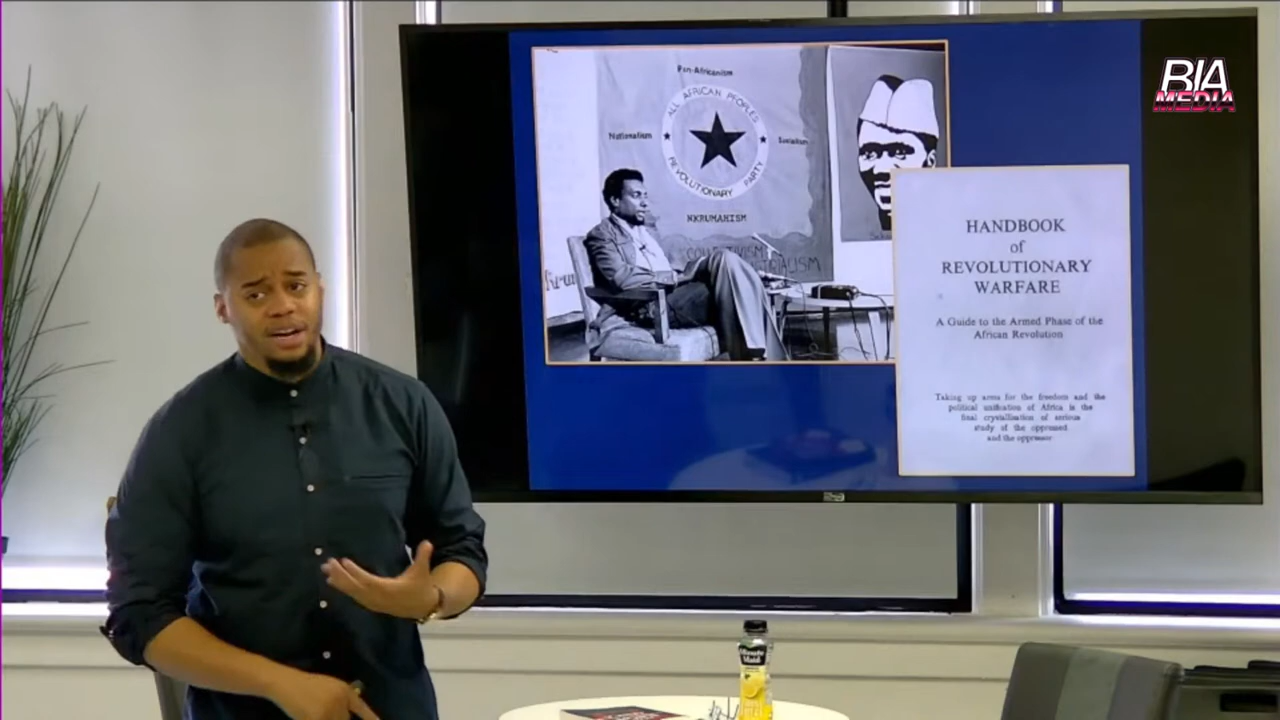 BIA
MEDIA
Pan-Africanism
ALL AFRICAN PEOPLES
REVOLUTIONARY PARTY
Nationalism
Socialism
NKRUMAHISM
HANDBOOK
of
REVOLUTIONARY
WARFARE
A Guide to the Armed Phase of the
African Revolution
Taking up arms for the freedom and the
political unification of Africa is the
final crystallisation of serious
study of the oppressed
and the oppressor
Minute
Maid